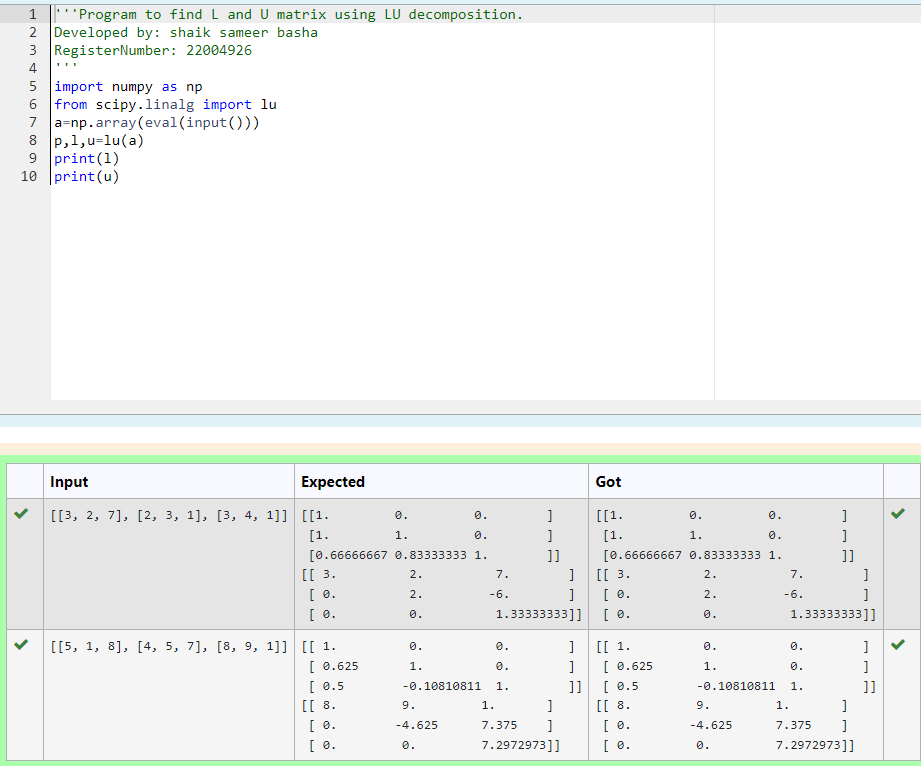 1 '''Program to find L and U matrix using LU decomposition.
2 Developed by: shaik sameer basha
3 RegisterNumber: 22004926
4 '''
5 import numpy as np
6 from scipy.linalg import lu
7 a=np.array(eval(input()))
8 p,l,u=lu(a)
9 print(l)
10 print(u)
Input Expected Got
[[3, 2, 7], [2, 3, 1], [3, 4, 1]] [[1. 0. 0. ] [[1. 0. 0. ]
[1. 1. 0. ] [1. 1. 0. ]
[0.66666667 0.83333333 1. ]] [0.66666667 0.83333333 1. ]]
[[ 3. 2. 7. ] [[ 3. 2. 7. ]
[ 0. 2. -6. ] [ 0. 2. -6. ]
[ 0. 0. 1.33333333]] [ 0. 0. 1.33333333]]
[[5, 1, 8], [4, 5, 7], [8, 9, 1]] [[ 1. 0. 0. ] [[ 1. 0. 0. ]
[ 0.625 1. 0. ] [ 0.625 1. 0. ]
[ 0.5 -0.10810811 1. ]] [ 0.5 -0.10810811 1. ]]
[[ 8. 9. 1. ] [[ 8. 9. 1. ]
[ 0. -4.625 7.375 ] [ 0. -4.625 7.375 ]
[ 0. 0. 7.2972973]] [ 0. 0. 7.2972973]]